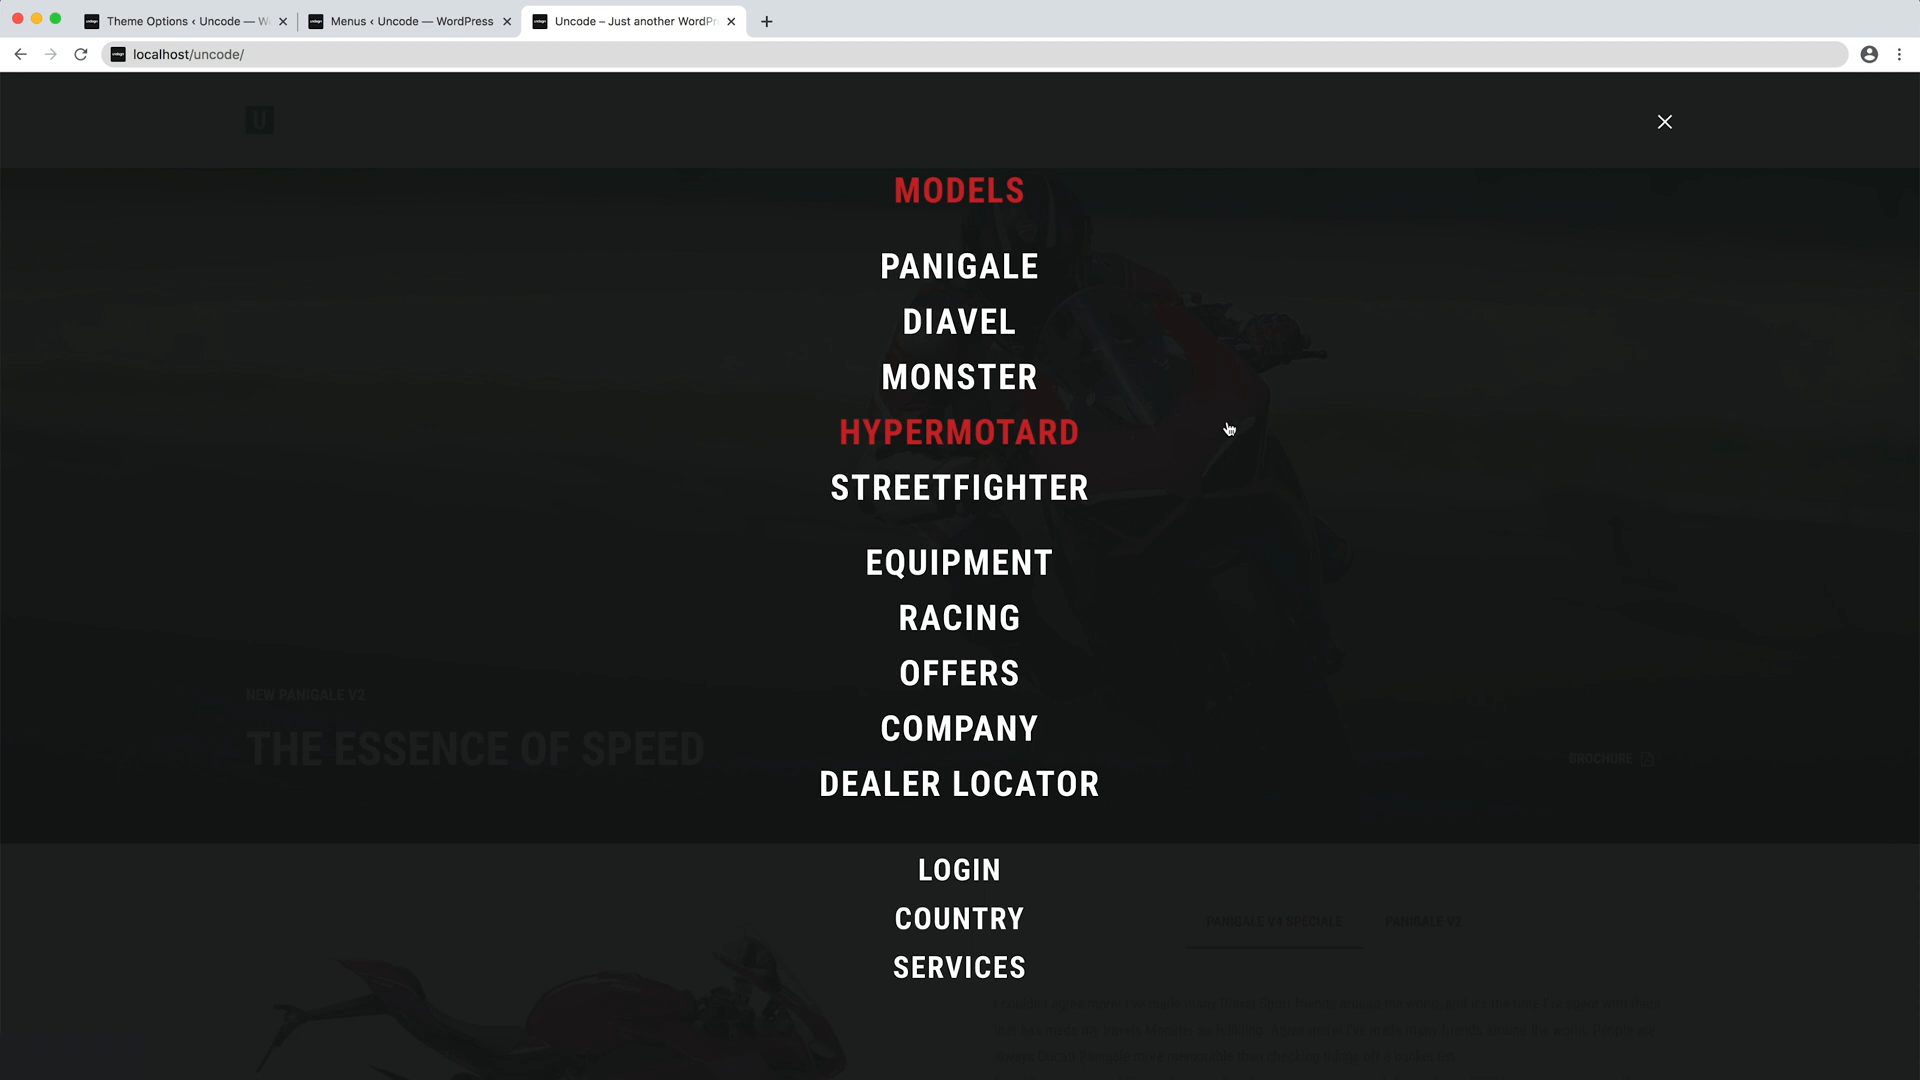 Theme Options ‹ Uncode — W
Menus ‹ Uncode — WordPress
Uncode – Just another WordPr
localhost/uncode/
U
MODELS
PANIGALE
DIAVEL
MONSTER
HYPERMOTARD
STREETFIGHTER
EQUIPMENT
RACING
OFFERS
COMPANY
DEALER LOCATOR
NEW PANIGALE V2
THE ESSENCE OF SPEED
BROCHURE
LOGIN
COUNTRY
SERVICES
PANIGALE V4 SPECIALE
PANIGALE V2